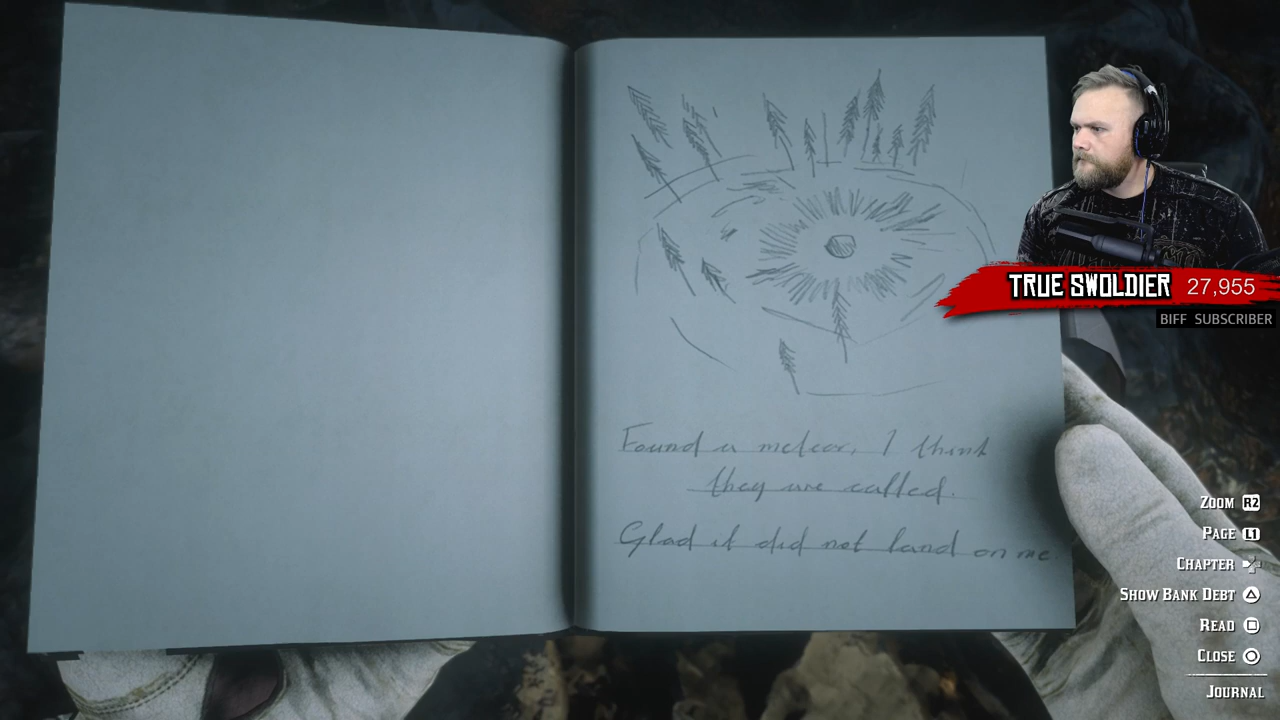 TRUE SWOLDIER 27,955
BIFF SUBSCRIBER
Found a meteor, I think
they are called.
Glad it did not land on me
ZOOM R2
PAGE L1
CHAPTER
SHOW BANK DEBT
READ
CLOSE
JOURNAL